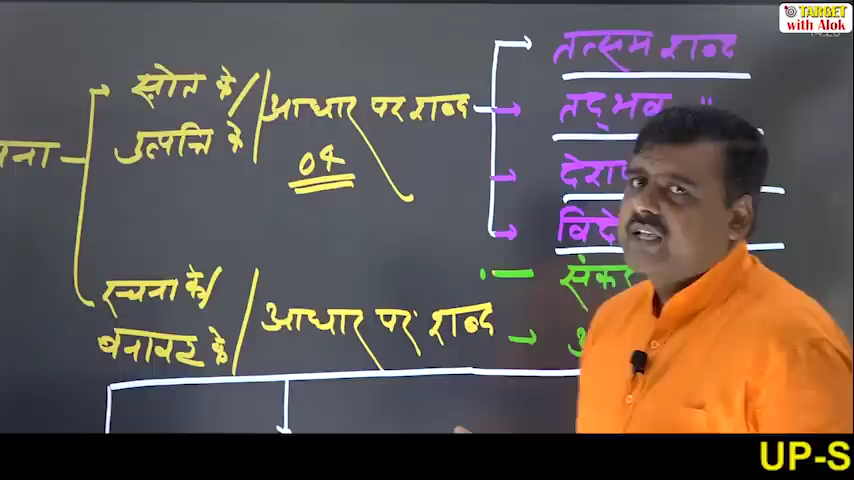 TARGET
with Alok
तत्सम शब्द
स्रोत के/
आधार पर शब्द
तद्भव "
उत्पत्ति के
04
संकर
रचना के/
आधार पर शब्द
बनावट के
UP-S